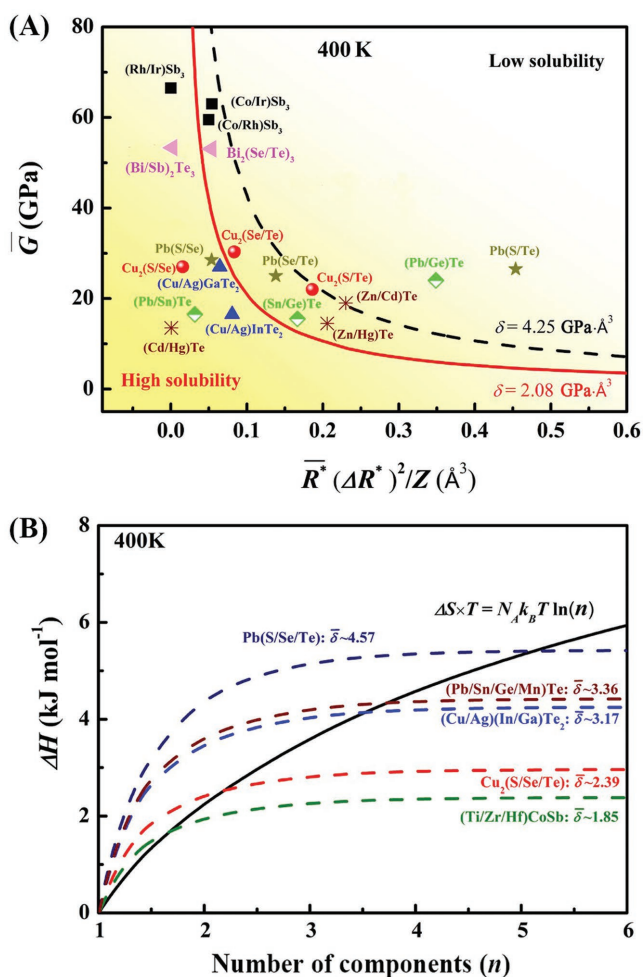 (A)
400 K
Low solubility
(Rh/Ir)Sb₃
(Co/Ir)Sb₃
(Co/Rh)Sb₃
(Bi/Sb)₂Te₃
Bi₂(Se/Te)₃
Cu₂(Se/Te)
Pb(S/Se)
Pb(Se/Te)
(Pb/Ge)Te
Pb(S/Te)
Cu₂(S/Se)
(Cu/Ag)GaTe₂
Cu₂(S/Te)
(Pb/Sn)Te
(Sn/Ge)Te
(Zn/Cd)Te
(Cd/Hg)Te
(Cu/Ag)InTe₂
(Zn/Hg)Te
δ = 4.25 GPa·Å³
High solubility
δ = 2.08 GPa·Å³
80
60
40
20
0
G̅ (GPa)
0.0 0.1 0.2 0.3 0.4 0.5 0.6
R̅* (ΔR*)²/Z (Å³)
(B)
400K
ΔS×T = N_A k_B T ln(n)
Pb(S/Se/Te): δ̅~4.57
(Pb/Sn/Ge/Mn)Te: δ̅~3.36
(Cu/Ag)(In/Ga)Te₂: δ̅~3.17
Cu₂(S/Se/Te): δ̅~2.39
(Ti/Zr/Hf)CoSb: δ̅~1.85
8
6
4
2
0
ΔH (kJ mol⁻¹)
1 2 3 4 5 6
Number of components (n)